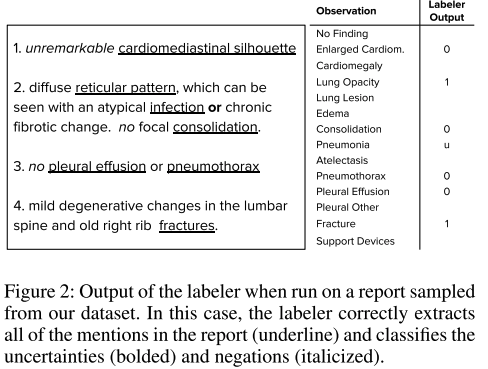 1. unremarkable cardiomediastinal silhouette
2. diffuse reticular pattern, which can be
seen with an atypical infection or chronic
fibrotic change. no focal consolidation.
3. no pleural effusion or pneumothorax
4. mild degenerative changes in the lumbar
spine and old right rib fractures.
Observation Labeler
Output
No Finding
Enlarged Cardiom. 0
Cardiomegaly
Lung Opacity 1
Lung Lesion
Edema
Consolidation 0
Pneumonia u
Atelectasis
Pneumothorax 0
Pleural Effusion 0
Pleural Other
Fracture 1
Support Devices
Figure 2: Output of the labeler when run on a report sampled
from our dataset. In this case, the labeler correctly extracts
all of the mentions in the report (underline) and classifies the
uncertainties (bolded) and negations (italicized).